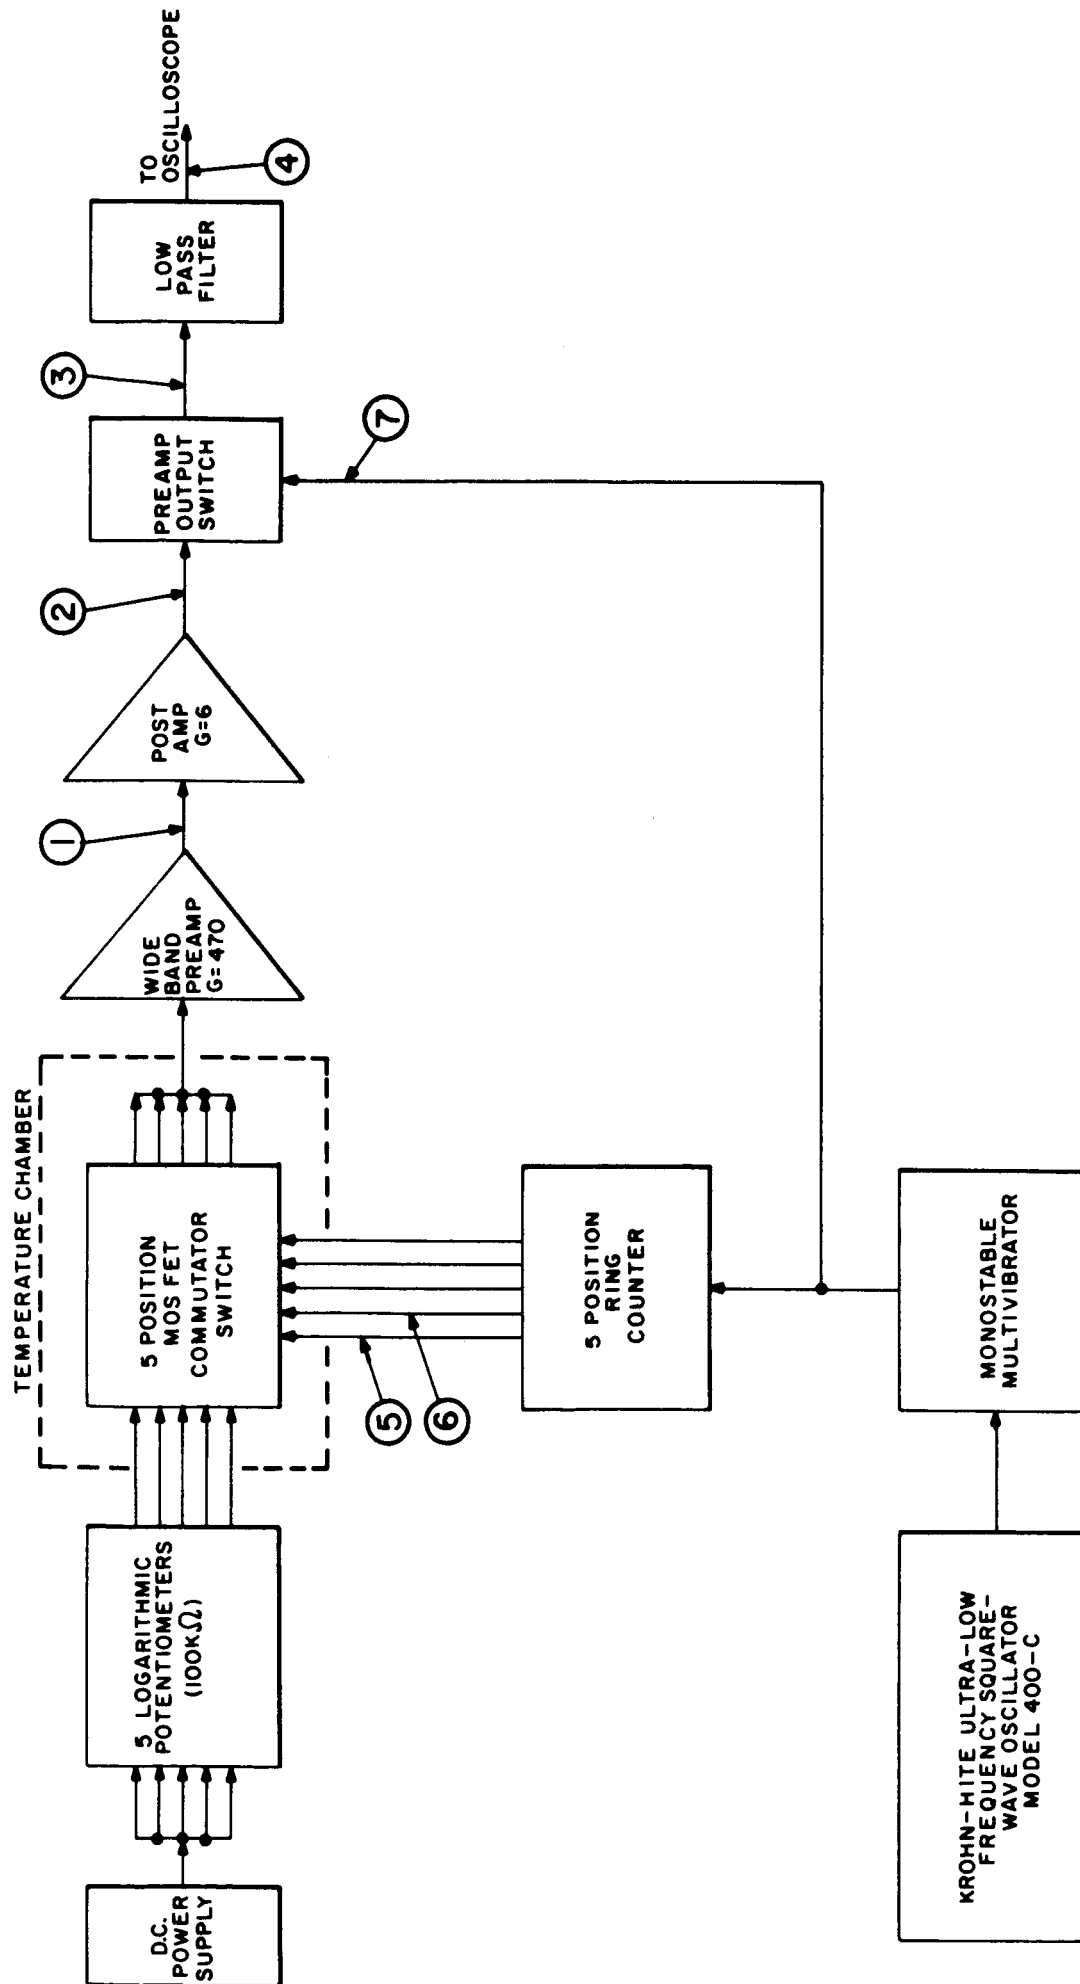 D.C.
POWER
SUPPLY
5 LOGARITHMIC
POTENTIOMETERS
(100KΩ)
TEMPERATURE CHAMBER
5 POSITION
MOS FET
COMMUTATOR
SWITCH
WIDE
BAND
PREAMP
G=470
1
POST
AMP
G=6
2
PREAMP
OUTPUT
SWITCH
3
LOW
PASS
FILTER
TO
OSCILLOSCOPE
4
5
6
7
5 POSITION
RING
COUNTER
KROHN-HITE ULTRA-LOW
FREQUENCY SQUARE-
WAVE OSCILLATOR
MODEL 400-C
MONOSTABLE
MULTIVIBRATOR